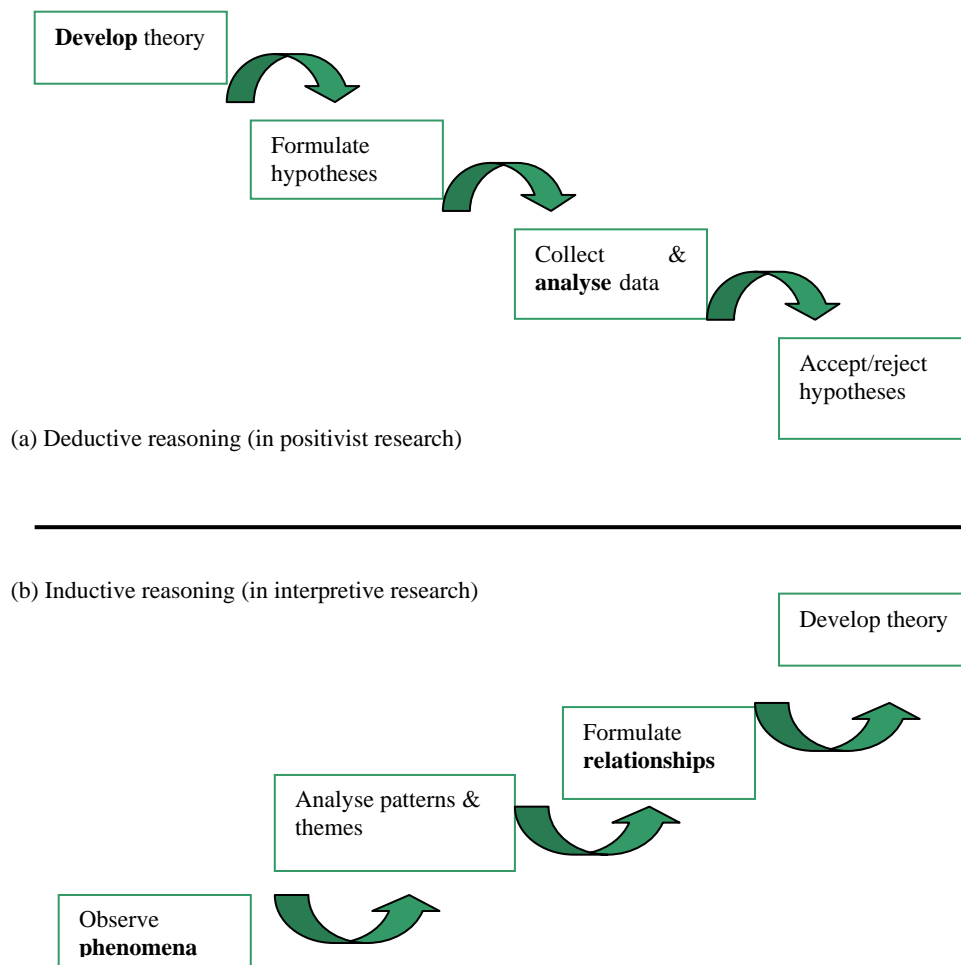 Develop theory
Formulate
hypotheses
Collect &
analyse data
Accept/reject
hypotheses
(a) Deductive reasoning (in positivist research)
(b) Inductive reasoning (in interpretive research)
Develop theory
Formulate
relationships
Analyse patterns &
themes
Observe
phenomena